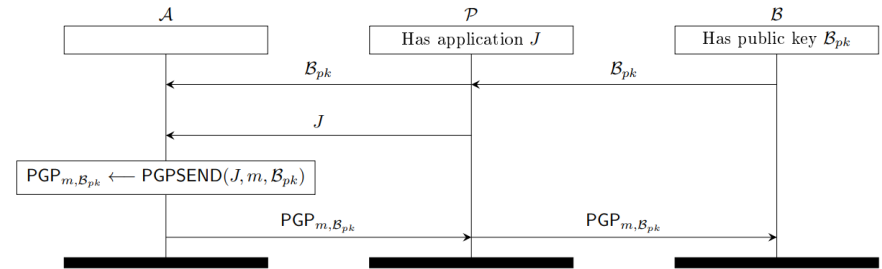 𝒜 𝒫 ℬ
Has application J Has public key ℬ_pk
ℬ_pk ℬ_pk
J
PGP_{m,ℬ_pk} ⟵ PGPSEND(J, m, ℬ_pk)
PGP_{m,ℬ_pk} PGP_{m,ℬ_pk}